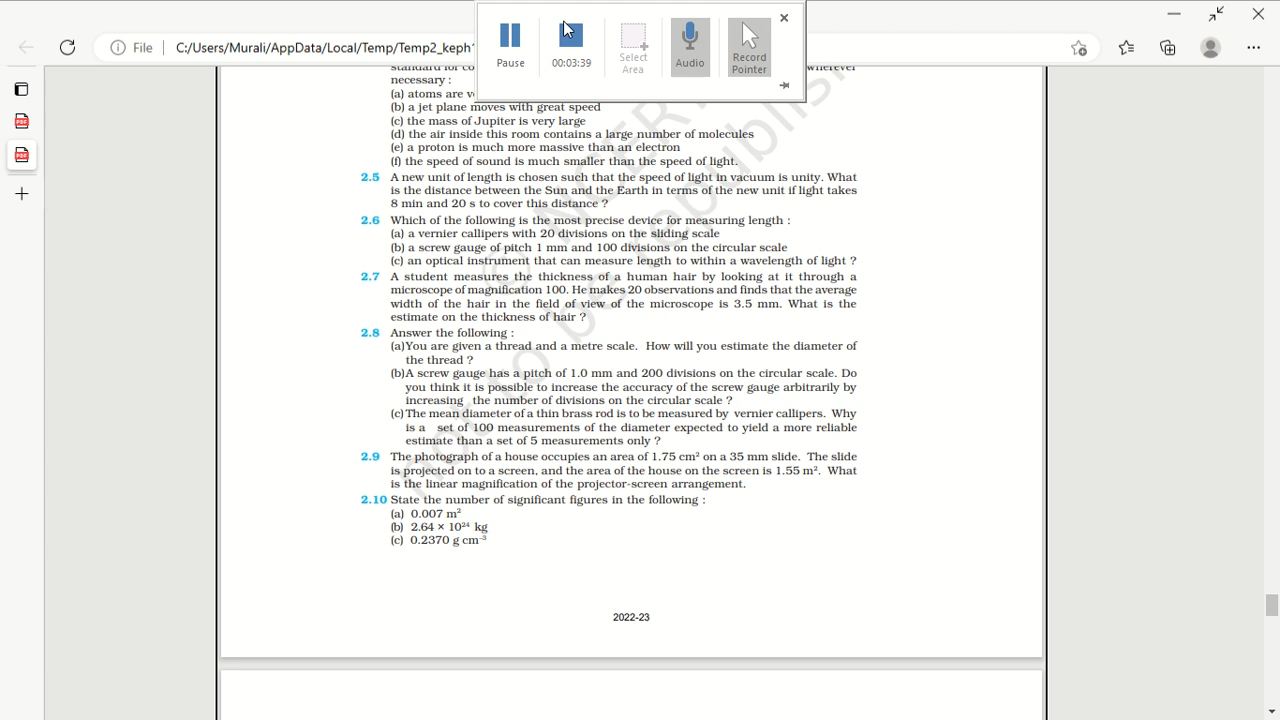 File
C:/Users/Murali/AppData/Local/Temp/Temp2_keph
Pause
00:03:39
Select
Area
Audio
Record
Pointer
necessary :
(a) atoms are
(b) a jet plane moves with great speed
(c) the mass of Jupiter is very large
(d) the air inside this room contains a large number of molecules
(e) a proton is much more massive than an electron
(f) the speed of sound is much smaller than the speed of light.
2.5 A new unit of length is chosen such that the speed of light in vacuum is unity. What
is the distance between the Sun and the Earth in terms of the new unit if light takes
8 min and 20 s to cover this distance ?
2.6 Which of the following is the most precise device for measuring length :
(a) a vernier callipers with 20 divisions on the sliding scale
(b) a screw gauge of pitch 1 mm and 100 divisions on the circular scale
(c) an optical instrument that can measure length to within a wavelength of light ?
2.7 A student measures the thickness of a human hair by looking at it through a
microscope of magnification 100. He makes 20 observations and finds that the average
width of the hair in the field of view of the microscope is 3.5 mm. What is the
estimate on the thickness of hair ?
2.8 Answer the following :
(a)You are given a thread and a metre scale. How will you estimate the diameter of
the thread ?
(b)A screw gauge has a pitch of 1.0 mm and 200 divisions on the circular scale. Do
you think it is possible to increase the accuracy of the screw gauge arbitrarily by
increasing the number of divisions on the circular scale ?
(c) The mean diameter of a thin brass rod is to be measured by vernier callipers. Why
is a set of 100 measurements of the diameter expected to yield a more reliable
estimate than a set of 5 measurements only ?
2.9 The photograph of a house occupies an area of 1.75 cm² on a 35 mm slide. The slide
is projected on to a screen, and the area of the house on the screen is 1.55 m². What
is the linear magnification of the projector-screen arrangement.
2.10 State the number of significant figures in the following :
(a) 0.007 m²
(b) 2.64 × 10²⁴ kg
(c) 0.2370 g cm⁻³
2022-23
not to be republish
© NCER